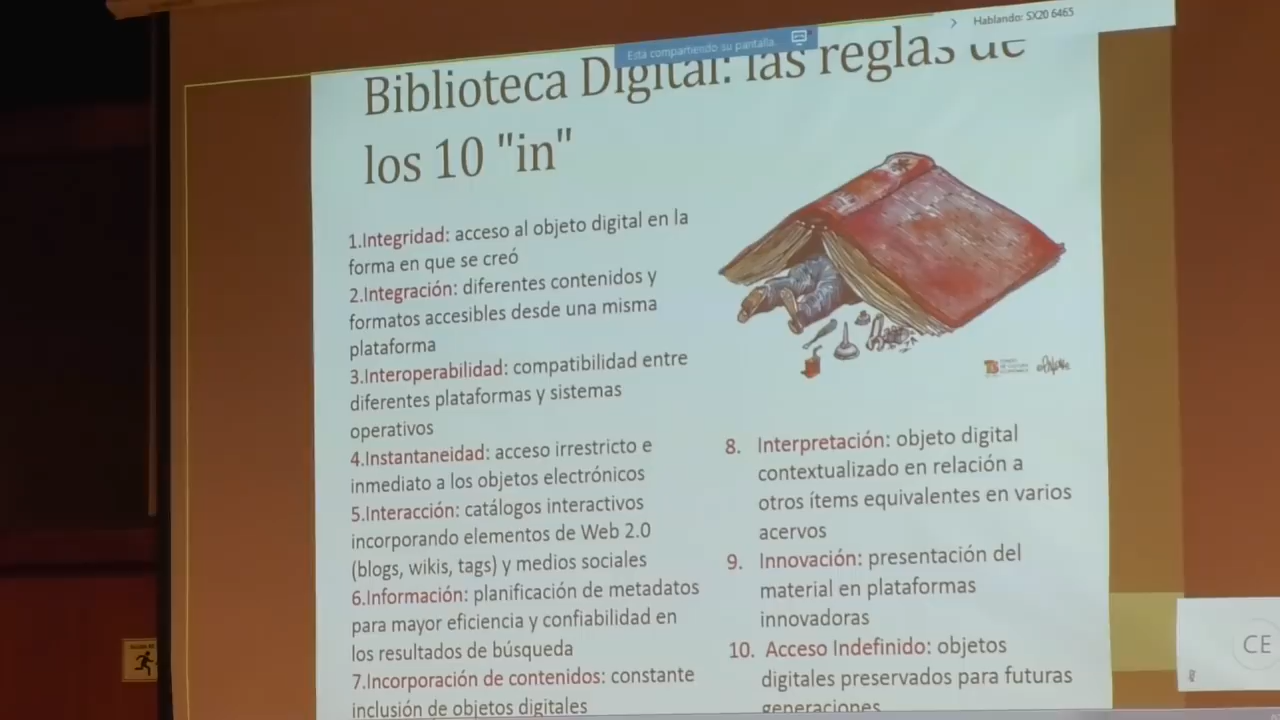 Está compartiendo su pantalla.
Hablando: SX20 6465
Biblioteca Digital: las reglas de
los 10 "in"
1.Integridad: acceso al objeto digital en la
forma en que se creó
2.Integración: diferentes contenidos y
formatos accesibles desde una misma
plataforma
3.Interoperabilidad: compatibilidad entre
diferentes plataformas y sistemas
operativos
4.Instantaneidad: acceso irrestricto e
inmediato a los objetos electrónicos
5.Interacción: catálogos interactivos
incorporando elementos de Web 2.0
(blogs, wikis, tags) y medios sociales
6.Información: planificación de metadatos
para mayor eficiencia y confiabilidad en
los resultados de búsqueda
7.Incorporación de contenidos: constante
inclusión de objetos digitales
8. Interpretación: objeto digital
contextualizado en relación a
otros ítems equivalentes en varios
acervos
9. Innovación: presentación del
material en plataformas
innovadoras
10. Acceso Indefinido: objetos
digitales preservados para futuras
generaciones
CE